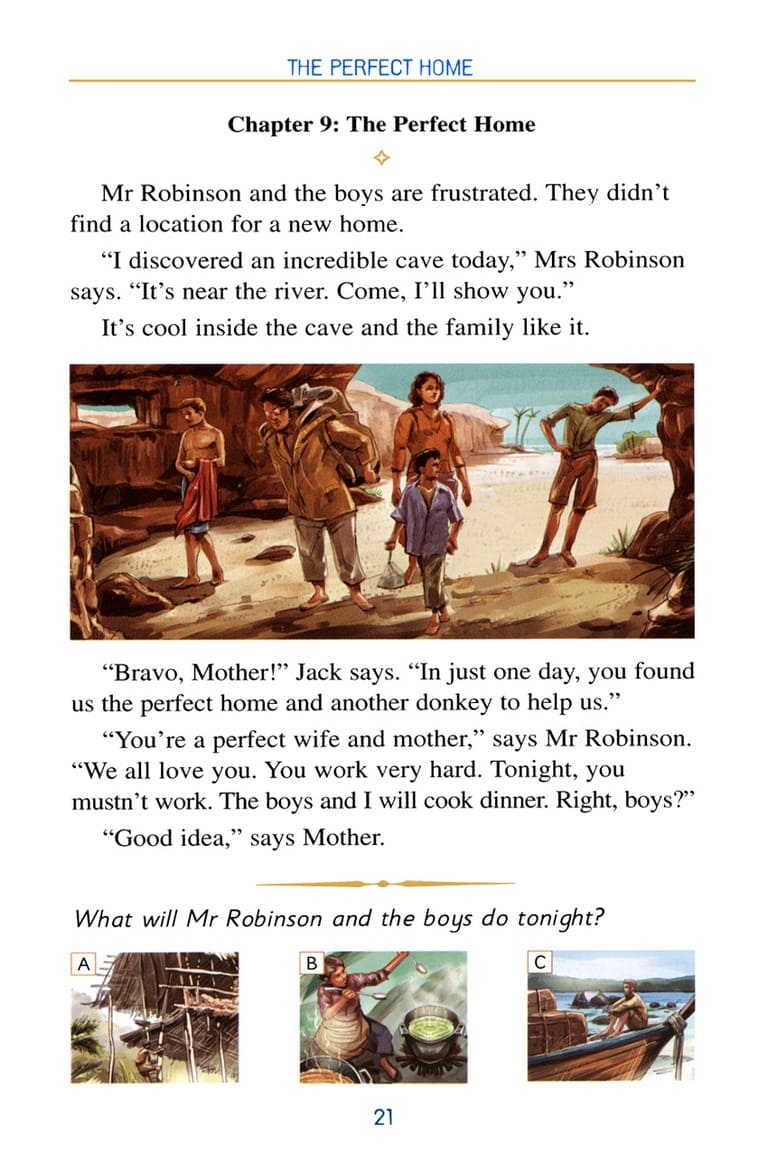 THE PERFECT HOME
Chapter 9: The Perfect Home
Mr Robinson and the boys are frustrated. They didn't
find a location for a new home.
“I discovered an incredible cave today,” Mrs Robinson
says. “It's near the river. Come, I'll show you.”
It's cool inside the cave and the family like it.
“Bravo, Mother!” Jack says. “In just one day, you found
us the perfect home and another donkey to help us.”
“You're a perfect wife and mother,” says Mr Robinson.
“We all love you. You work very hard. Tonight, you
mustn't work. The boys and I will cook dinner. Right, boys?”
“Good idea,” says Mother.
What will Mr Robinson and the boys do tonight?
A
B
C
21